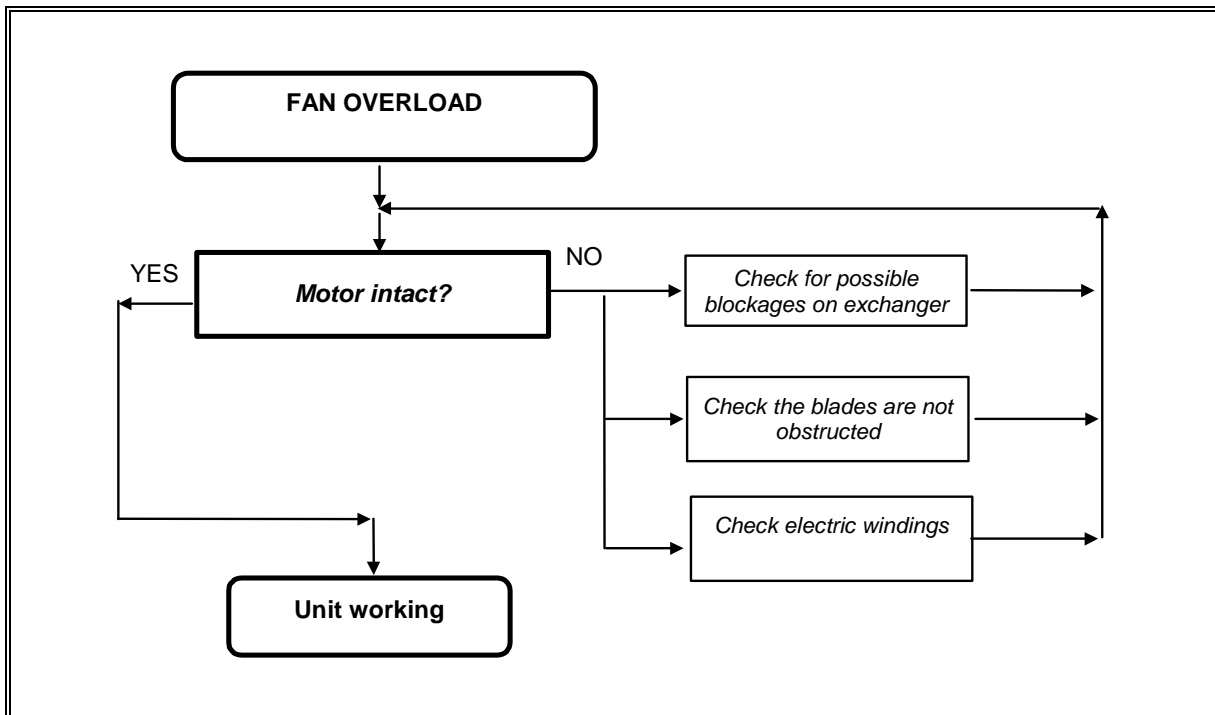 FAN OVERLOAD
YES
Motor intact?
NO
Check for possible
blockages on exchanger
Check the blades are not
obstructed
Check electric windings
Unit working